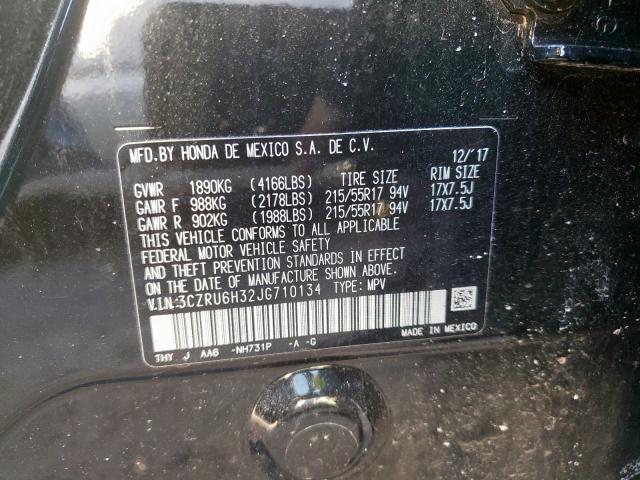 MFD.BY HONDA DE MEXICO S.A. DE C.V. 12/'17
GVWR 1890KG (4166LBS) TIRE SIZE RIM SIZE
GAWR F 988KG (2178LBS) 215/55R17 94V 17X7.5J
GAWR R 902KG (1988LBS) 215/55R17 94V 17X7.5J
THIS VEHICLE CONFORMS TO ALL APPLICABLE
FEDERAL MOTOR VEHICLE SAFETY
AND THEFT PREVENTION STANDARDS IN EFFECT
ON THE DATE OF MANUFACTURE SHOWN ABOVE.
V.I.N.:3CZRU6H32JG710134 TYPE: MPV
THY J AA6 -NH731P -A -G MADE IN MEXICO